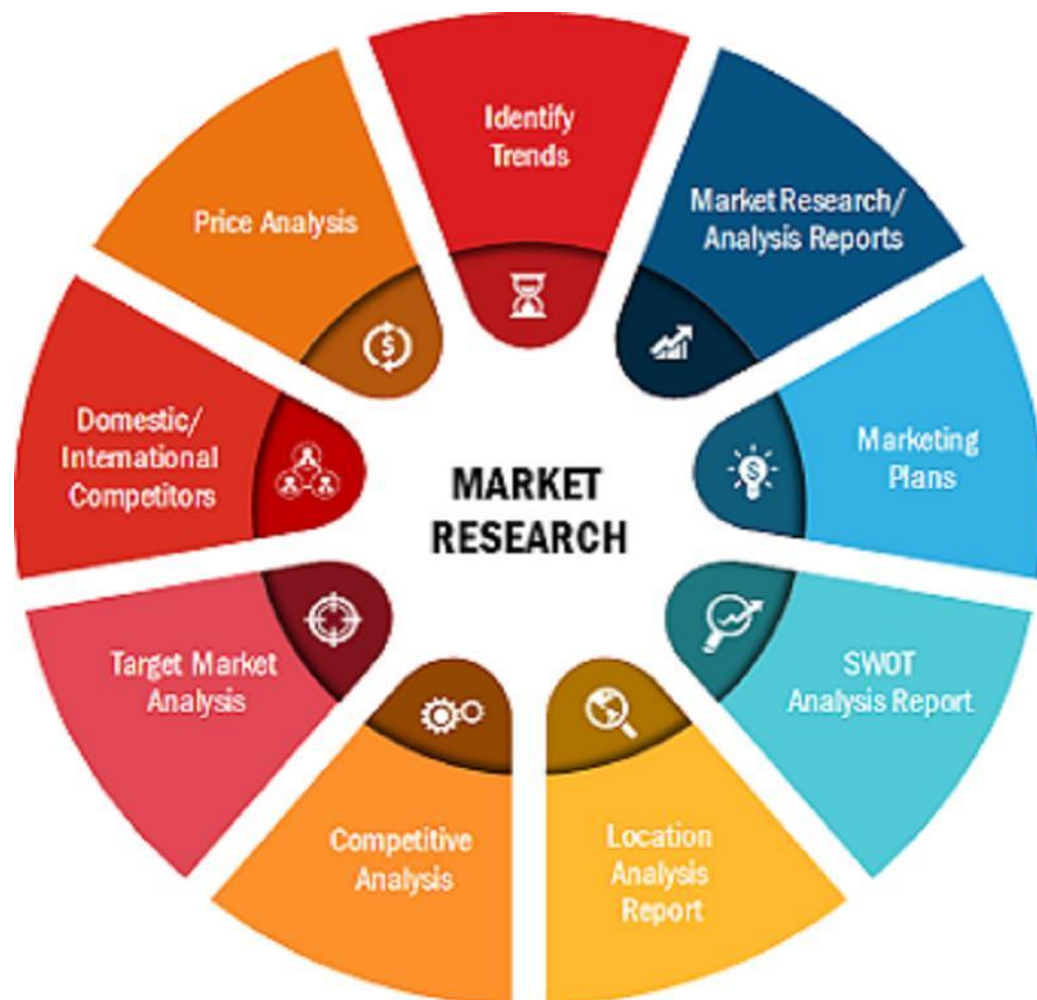 Identify
Trends
Market Research/
Analysis Reports
Marketing
Plans
SWOT
Analysis Report
Location
Analysis
Report
Competitive
Analysis
Target Market
Analysis
Domestic/
International
Competitors
Price Analysis
MARKET
RESEARCH